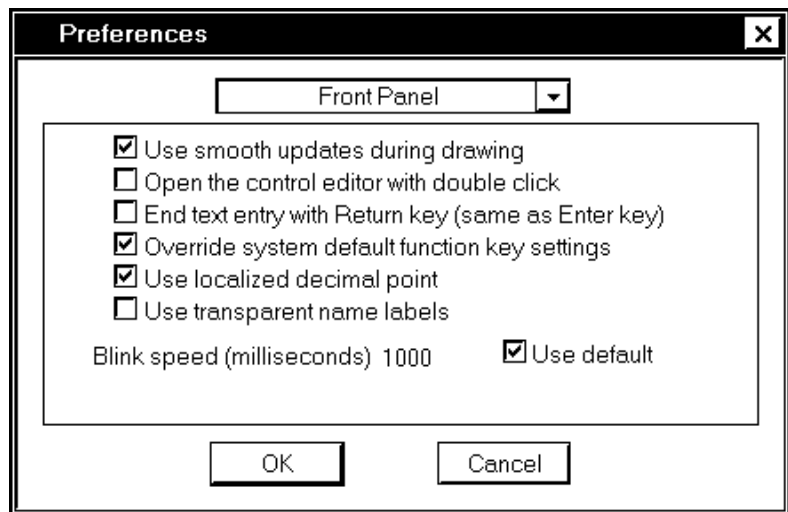 Preferences
Front Panel
Use smooth updates during drawing
Open the control editor with double click
End text entry with Return key (same as Enter key)
Override system default function key settings
Use localized decimal point
Use transparent name labels
Blink speed (milliseconds) 1000 Use default
OK Cancel